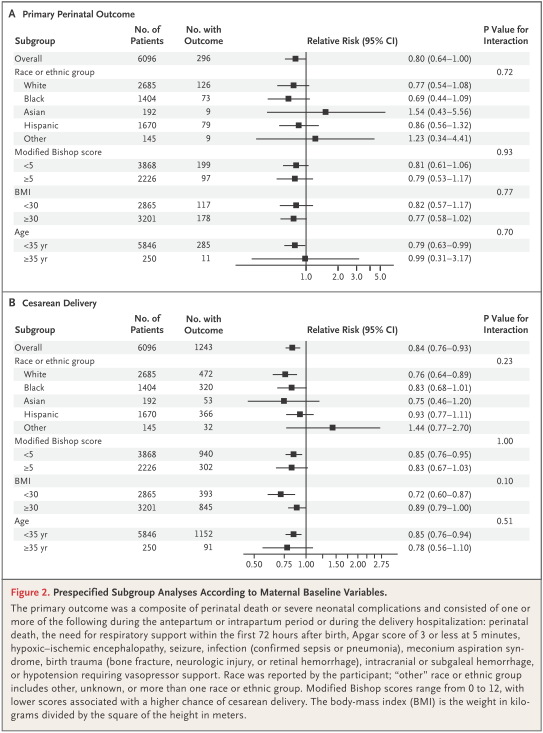 A Primary Perinatal Outcome
Subgroup No. of Patients No. with Outcome Relative Risk (95% CI) P Value for Interaction
Overall 6096 296 0.80 (0.64–1.00)
Race or ethnic group 0.72
White 2685 126 0.77 (0.54–1.08)
Black 1404 73 0.69 (0.44–1.09)
Asian 192 9 1.54 (0.43–5.56)
Hispanic 1670 79 0.86 (0.56–1.32)
Other 145 9 1.23 (0.34–4.41)
Modified Bishop score 0.93
<5 3868 199 0.81 (0.61–1.06)
≥5 2226 97 0.79 (0.53–1.17)
BMI 0.77
<30 2865 117 0.82 (0.57–1.17)
≥30 3201 178 0.77 (0.58–1.02)
Age 0.70
<35 yr 5846 285 0.79 (0.63–0.99)
≥35 yr 250 11 0.99 (0.31–3.17)
1.0 2.0 3.0 5.0
B Cesarean Delivery
Subgroup No. of Patients No. with Outcome Relative Risk (95% CI) P Value for Interaction
Overall 6096 1243 0.84 (0.76–0.93)
Race or ethnic group 0.23
White 2685 472 0.76 (0.64–0.89)
Black 1404 320 0.83 (0.68–1.01)
Asian 192 53 0.75 (0.46–1.20)
Hispanic 1670 366 0.93 (0.77–1.11)
Other 145 32 1.44 (0.77–2.70)
Modified Bishop score 1.00
<5 3868 940 0.85 (0.76–0.95)
≥5 2226 302 0.83 (0.67–1.03)
BMI 0.10
<30 2865 393 0.72 (0.60–0.87)
≥30 3201 845 0.89 (0.79–1.00)
Age 0.51
<35 yr 5846 1152 0.85 (0.76–0.94)
≥35 yr 250 91 0.78 (0.56–1.10)
0.50 0.75 1.00 1.50 2.00 2.75
Figure 2. Prespecified Subgroup Analyses According to Maternal Baseline Variables.
The primary outcome was a composite of perinatal death or severe neonatal complications and consisted of one or
more of the following during the antepartum or intrapartum period or during the delivery hospitalization: perinatal
death, the need for respiratory support within the first 72 hours after birth, Apgar score of 3 or less at 5 minutes,
hypoxic–ischemic encephalopathy, seizure, infection (confirmed sepsis or pneumonia), meconium aspiration syn-
drome, birth trauma (bone fracture, neurologic injury, or retinal hemorrhage), intracranial or subgaleal hemorrhage,
or hypotension requiring vasopressor support. Race was reported by the participant; “other” race or ethnic group
includes other, unknown, or more than one race or ethnic group. Modified Bishop scores range from 0 to 12, with
lower scores associated with a higher chance of cesarean delivery. The body-mass index (BMI) is the weight in kilo-
grams divided by the square of the height in meters.